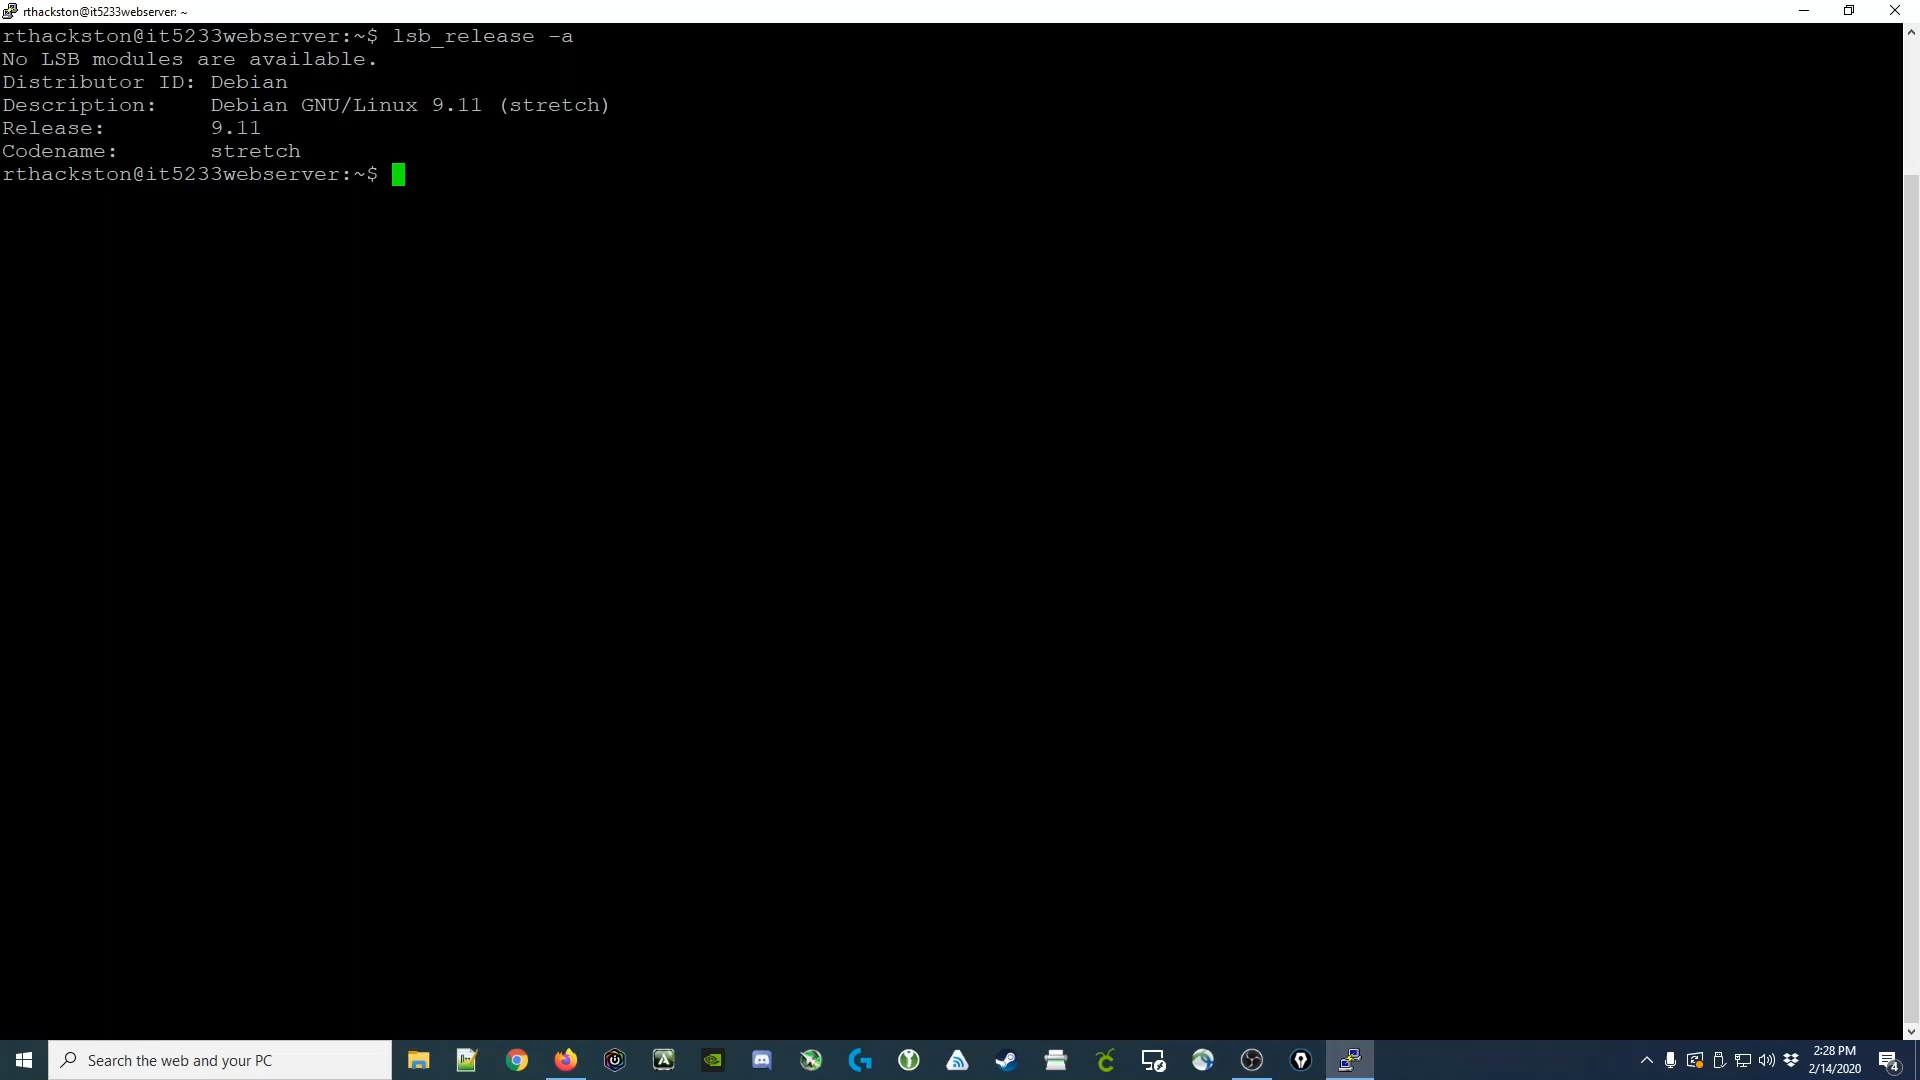 rthackston@it5233webserver: ~
rthackston@it5233webserver:~$ lsb_release -a
No LSB modules are available.
Distributor ID: Debian
Description:    Debian GNU/Linux 9.11 (stretch)
Release:        9.11
Codename:       stretch
rthackston@it5233webserver:~$
Search the web and your PC
2:28 PM
2/14/2020
4